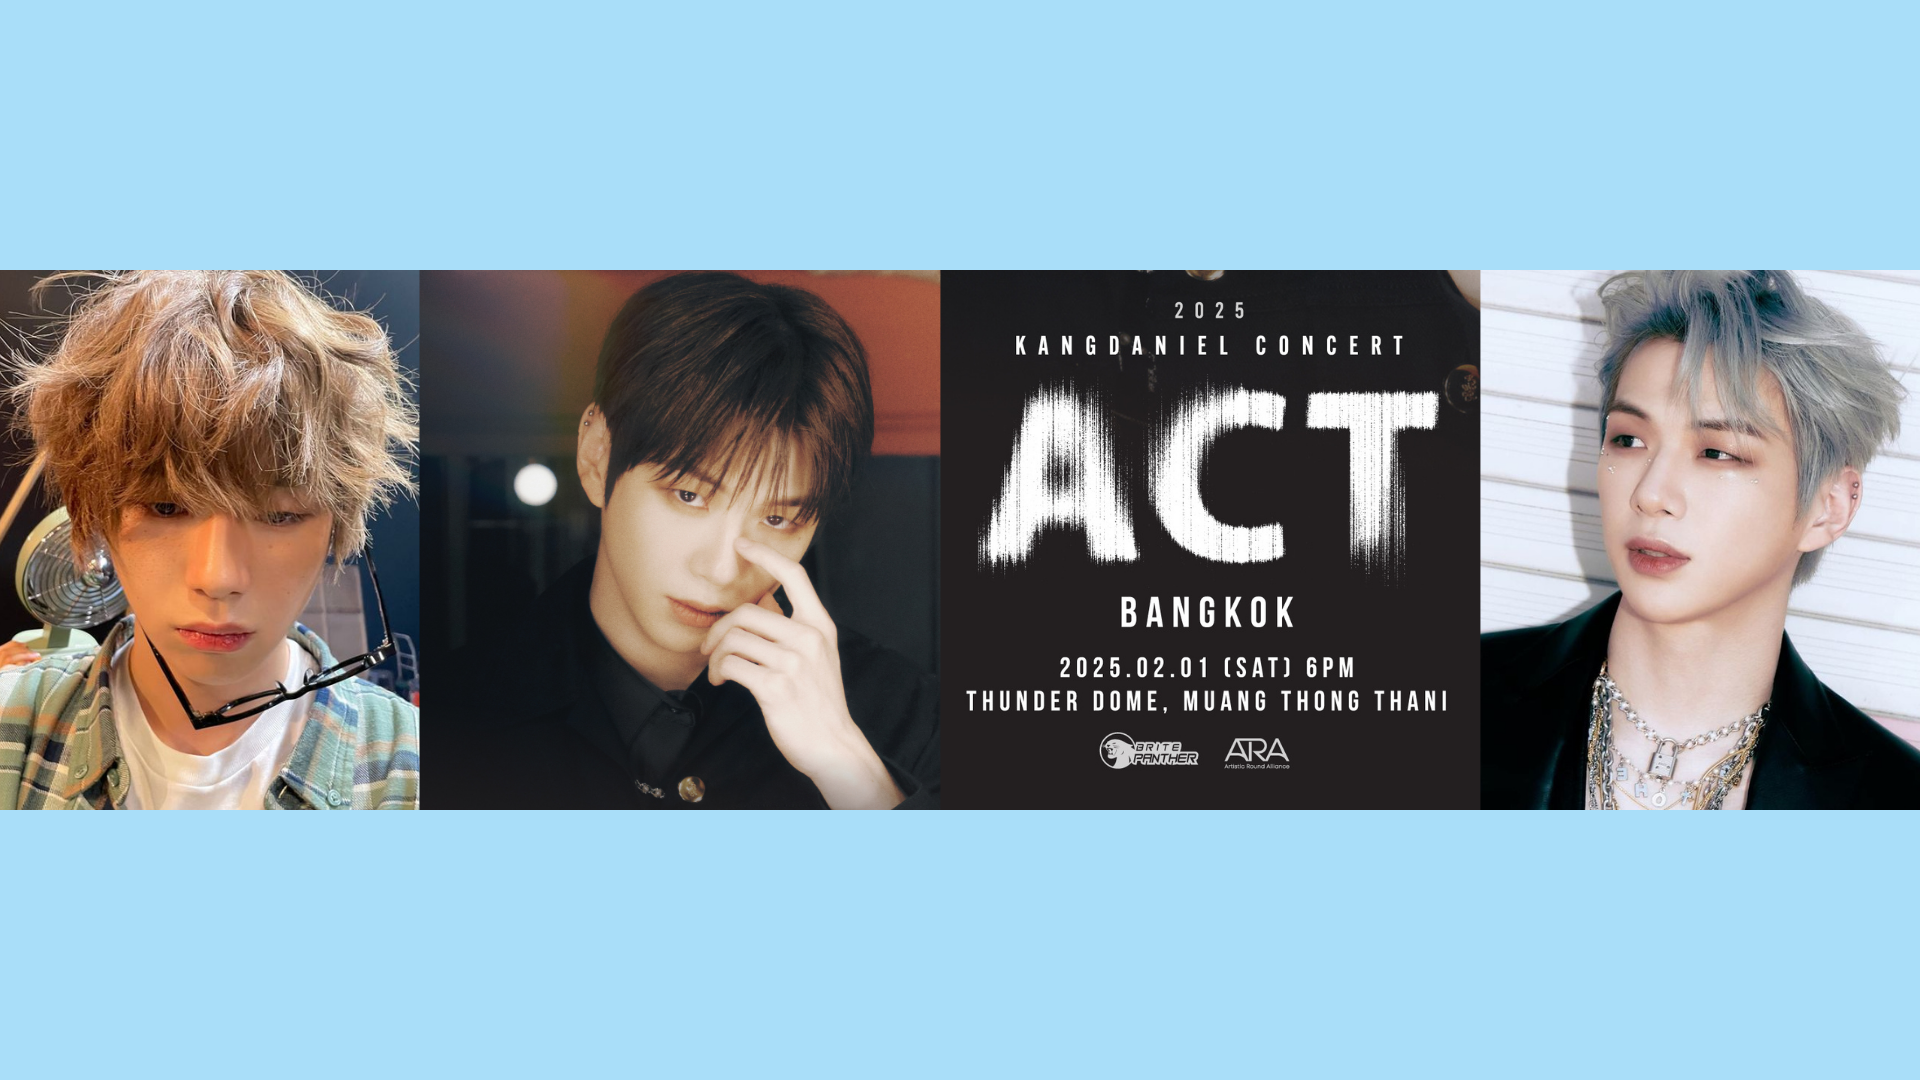 2025
KANGDANIEL CONCERT
ACT
BANGKOK
2025.02.01 (SAT) 6PM
THUNDER DOME, MUANG THONG THANI
BRITE
PANTHER
ATRA
Artistic Round Alliance